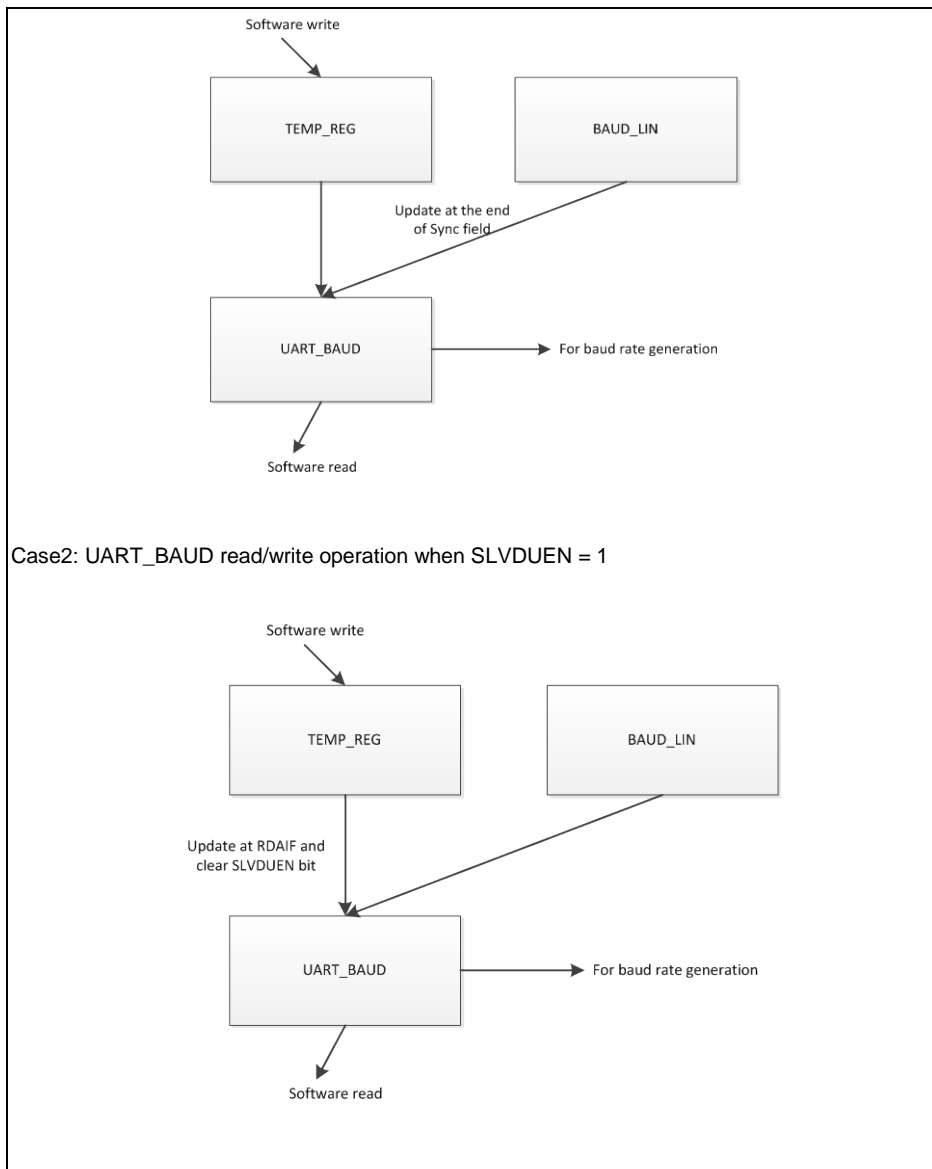 Software write
TEMP_REG
BAUD_LIN
Update at the end
of Sync field
UART_BAUD
For baud rate generation
Software read
Case2: UART_BAUD read/write operation when SLVDUEN = 1
Software write
TEMP_REG
BAUD_LIN
Update at RDAIF and
clear SLVDUEN bit
UART_BAUD
For baud rate generation
Software read